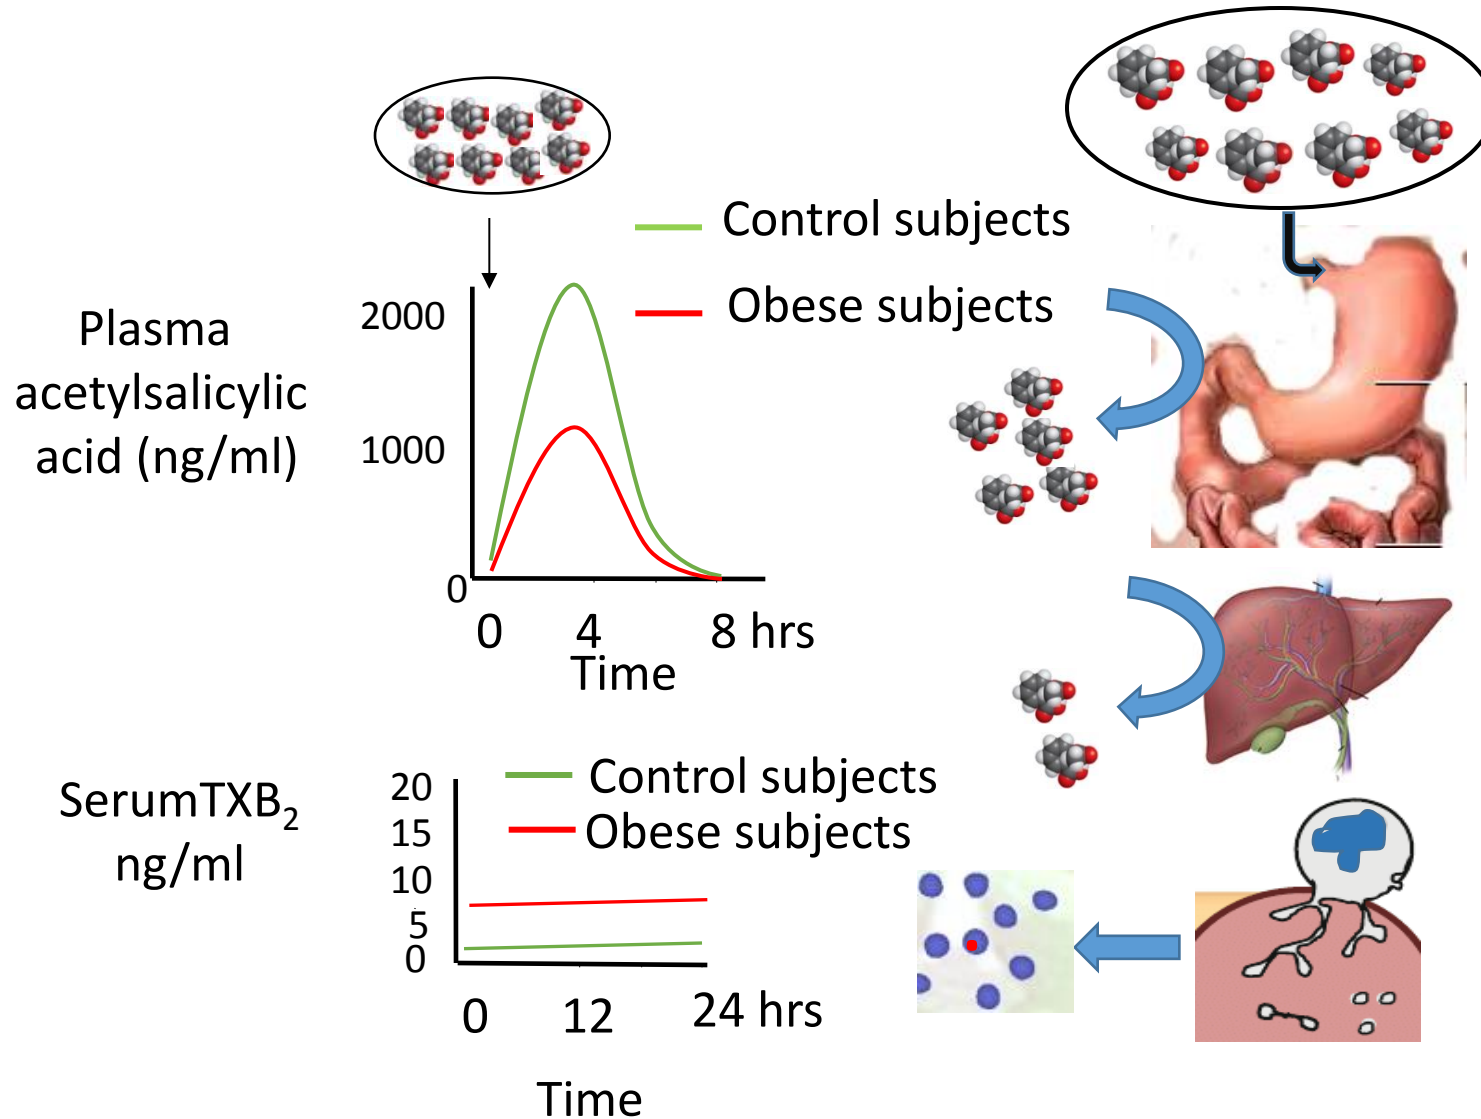 Control subjects
Obese subjects
Plasma
acetylsalicylic
acid (ng/ml)
2000
1000
0
0 4 8 hrs
Time
SerumTXB2
ng/ml
Control subjects
Obese subjects
20
15
10
5
0
0 12 24 hrs
Time